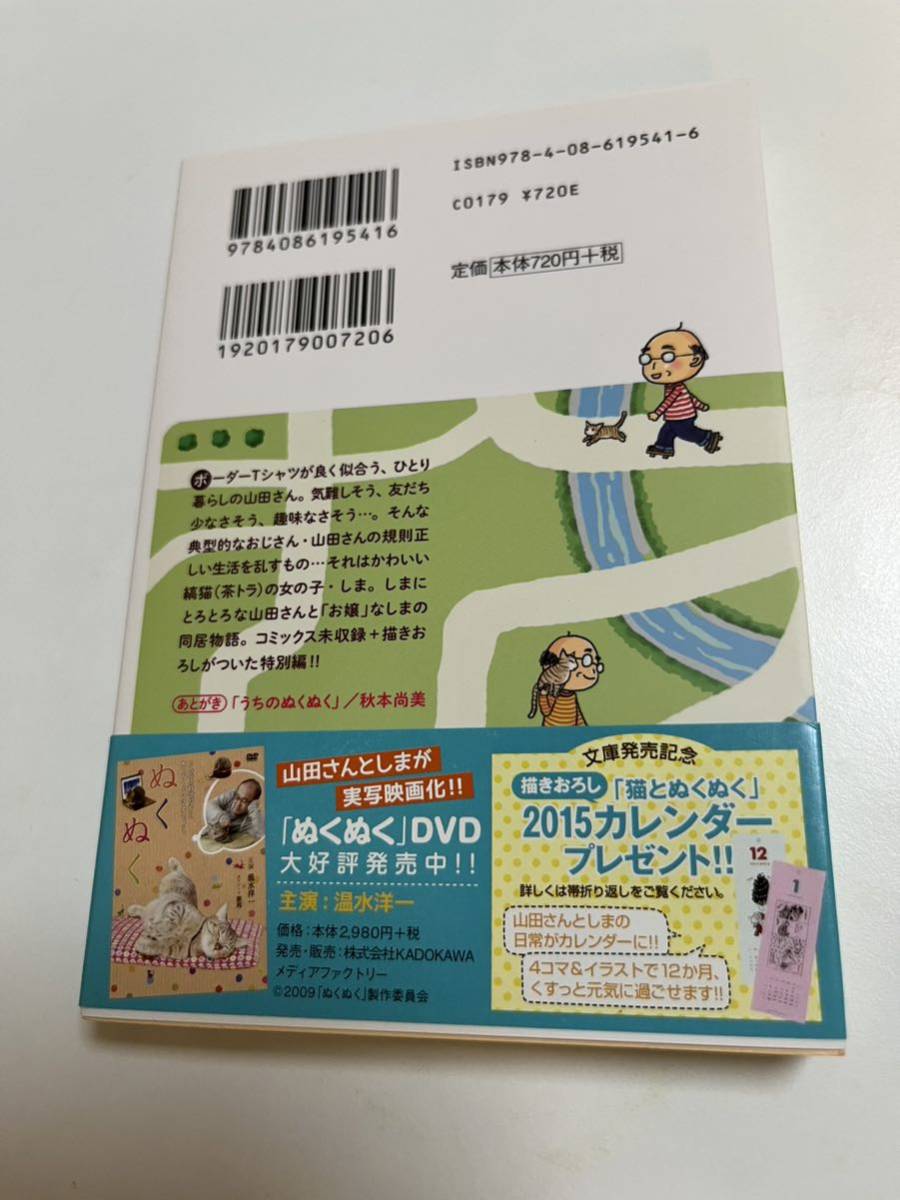 ISBN978-4-08-619541-6
C0179 ¥720E
定価 本体720円+税
9784086195416
1920179007206
ボーダーTシャツが良く似合う、ひとり
暮らしの山田さん。気難しそう、友だち
少なさそう、趣味なさそう…。そんな
典型的なおじさん・山田さんの規則正
しい生活を乱すもの…それはかわいい
縞猫(茶トラ)の女の子・しま。しまに
とろとろな山田さんと「お嬢」なしまの
同居物語。コミックス未収録+描きお
ろしがついた特別編!!
あとがき「うちのぬくぬく」/秋本尚美
DVD
ぬく
ぬく
主演 温水洋一
山田さんとしまが
実写映画化!!
「ぬくぬく」DVD
大好評発売中!!
主演:温水洋一
価格:本体2,980円+税
発売・販売:株式会社KADOKAWA
メディアファクトリー
©2009「ぬくぬく」製作委員会
文庫発売記念
描きおろし「猫とぬくぬく」
2015カレンダー
プレゼント!!
詳しくは帯折り返しをご覧ください。
山田さんとしまの
日常がカレンダーに!!
4コマ&イラストで12か月、
くすっと元気に過ごせます!!
12
1